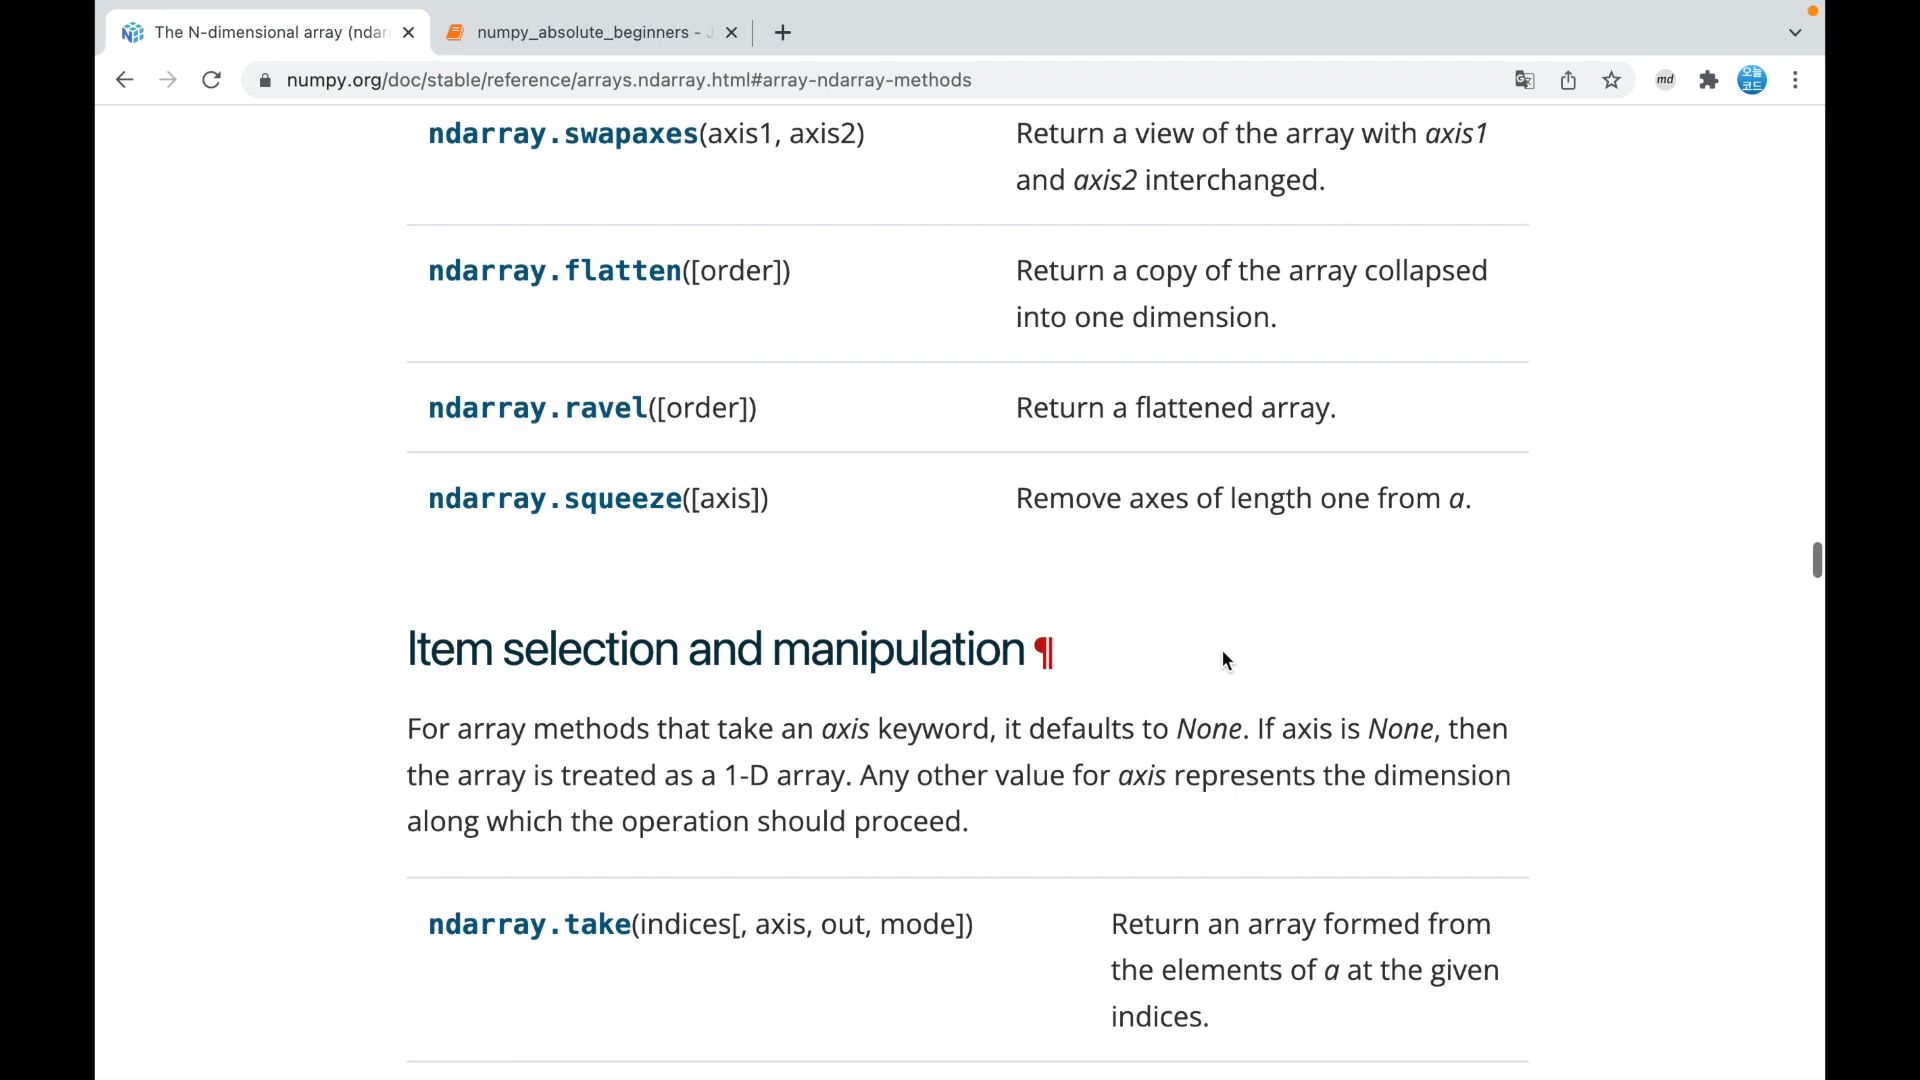 The N-dimensional array (ndar
numpy_absolute_beginners -
numpy.org/doc/stable/reference/arrays.ndarray.html#array-ndarray-methods
md
오늘
코드
ndarray.swapaxes(axis1, axis2)
Return a view of the array with axis1
and axis2 interchanged.
ndarray.flatten([order])
Return a copy of the array collapsed
into one dimension.
ndarray.ravel([order])
Return a flattened array.
ndarray.squeeze([axis])
Remove axes of length one from a.
Item selection and manipulation¶
For array methods that take an axis keyword, it defaults to None. If axis is None, then
the array is treated as a 1-D array. Any other value for axis represents the dimension
along which the operation should proceed.
ndarray.take(indices[, axis, out, mode])
Return an array formed from
the elements of a at the given
indices.